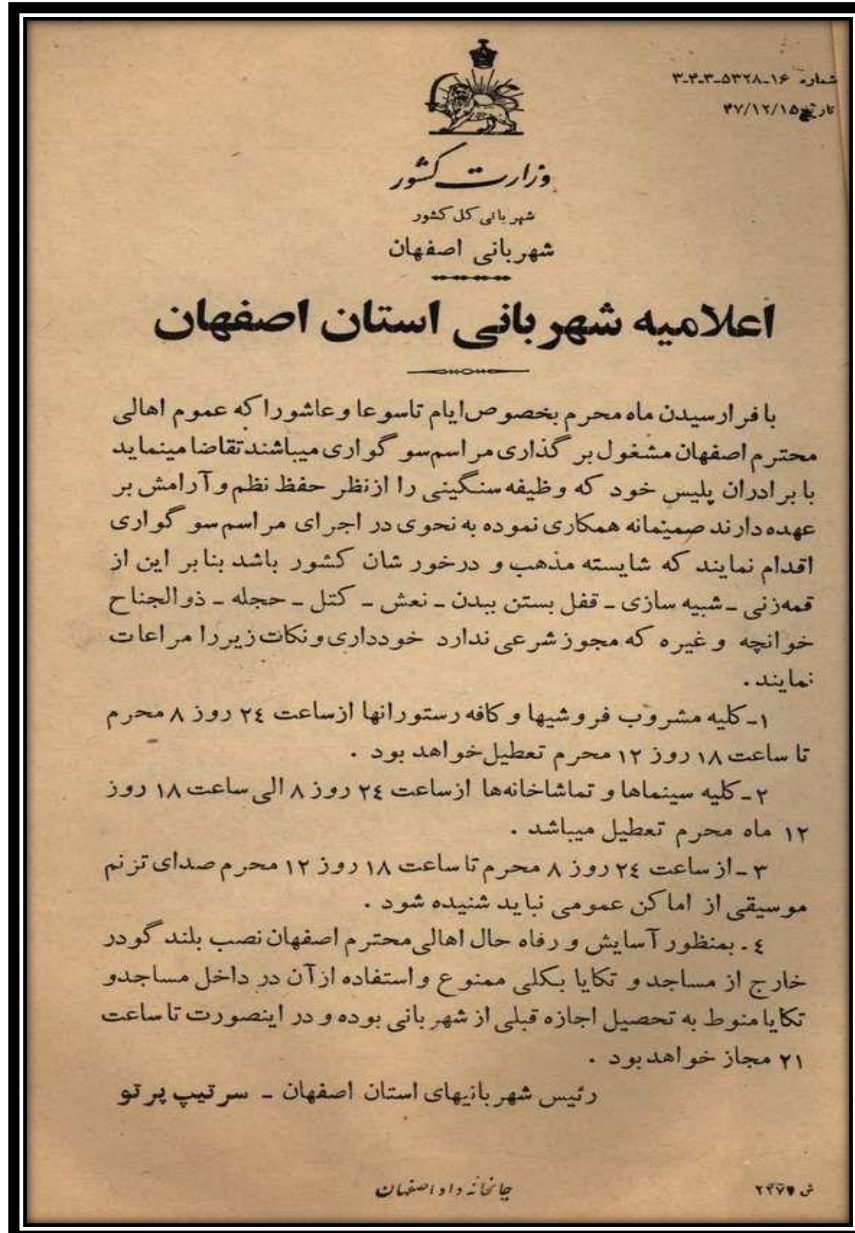 شماره ۱۶-۵۳۲۸-۳-۴-۳
تاریخ ۴۷/۱۲/۱۵
وزارت کشور
شهربانی کل کشور
شهربانی اصفهان
اعلامیه شهربانی استان اصفهان
با فرا رسیدن ماه محرم بخصوص ایام تاسوعا و عاشورا که عموم اهالی
محترم اصفهان مشغول برگذاری مراسم سوگواری میباشند تقاضا مینماید
با برادران پلیس خود که وظیفه سنگینی را از نظر حفظ نظم و آرامش بر
عهده دارند صمیمانه همکاری نموده به نحوی در اجرای مراسم سوگواری
اقدام نمایند که شایسته مذهب و درخور شان کشور باشد بنابر این از
قمه‌زنی - شبیه سازی - قفل بستن ببدن - نعش - کتل - حجله - ذوالجناح
خوانچه و غیره که مجوز شرعی ندارد خودداری و نکات زیر را مراعات
نمایند .
۱- کلیه مشروب فروشیها و کافه رستورانها از ساعت ۲۴ روز ۸ محرم
تا ساعت ۱۸ روز ۱۲ محرم تعطیل خواهد بود .
۲- کلیه سینماها و تماشاخانه‌ها از ساعت ۲۴ روز ۸ الی ساعت ۱۸ روز
۱۲ ماه محرم تعطیل میباشد .
۳- از ساعت ۲۴ روز ۸ محرم تا ساعت ۱۸ روز ۱۲ محرم صدای ترنم
موسیقی از اماکن عمومی نباید شنیده شود .
۴- بمنظور آسایش و رفاه حال اهالی محترم اصفهان نصب بلندگو در
خارج از مساجد و تکایا بکلی ممنوع و استفاده از آن در داخل مساجد و
تکایا منوط به تحصیل اجازه قبلی از شهربانی بوده و در اینصورت تا ساعت
۲۱ مجاز خواهد بود .
رئیس شهربانیهای استان اصفهان - سرتیپ پرتو
چاپخانه داد اصفهان
ش